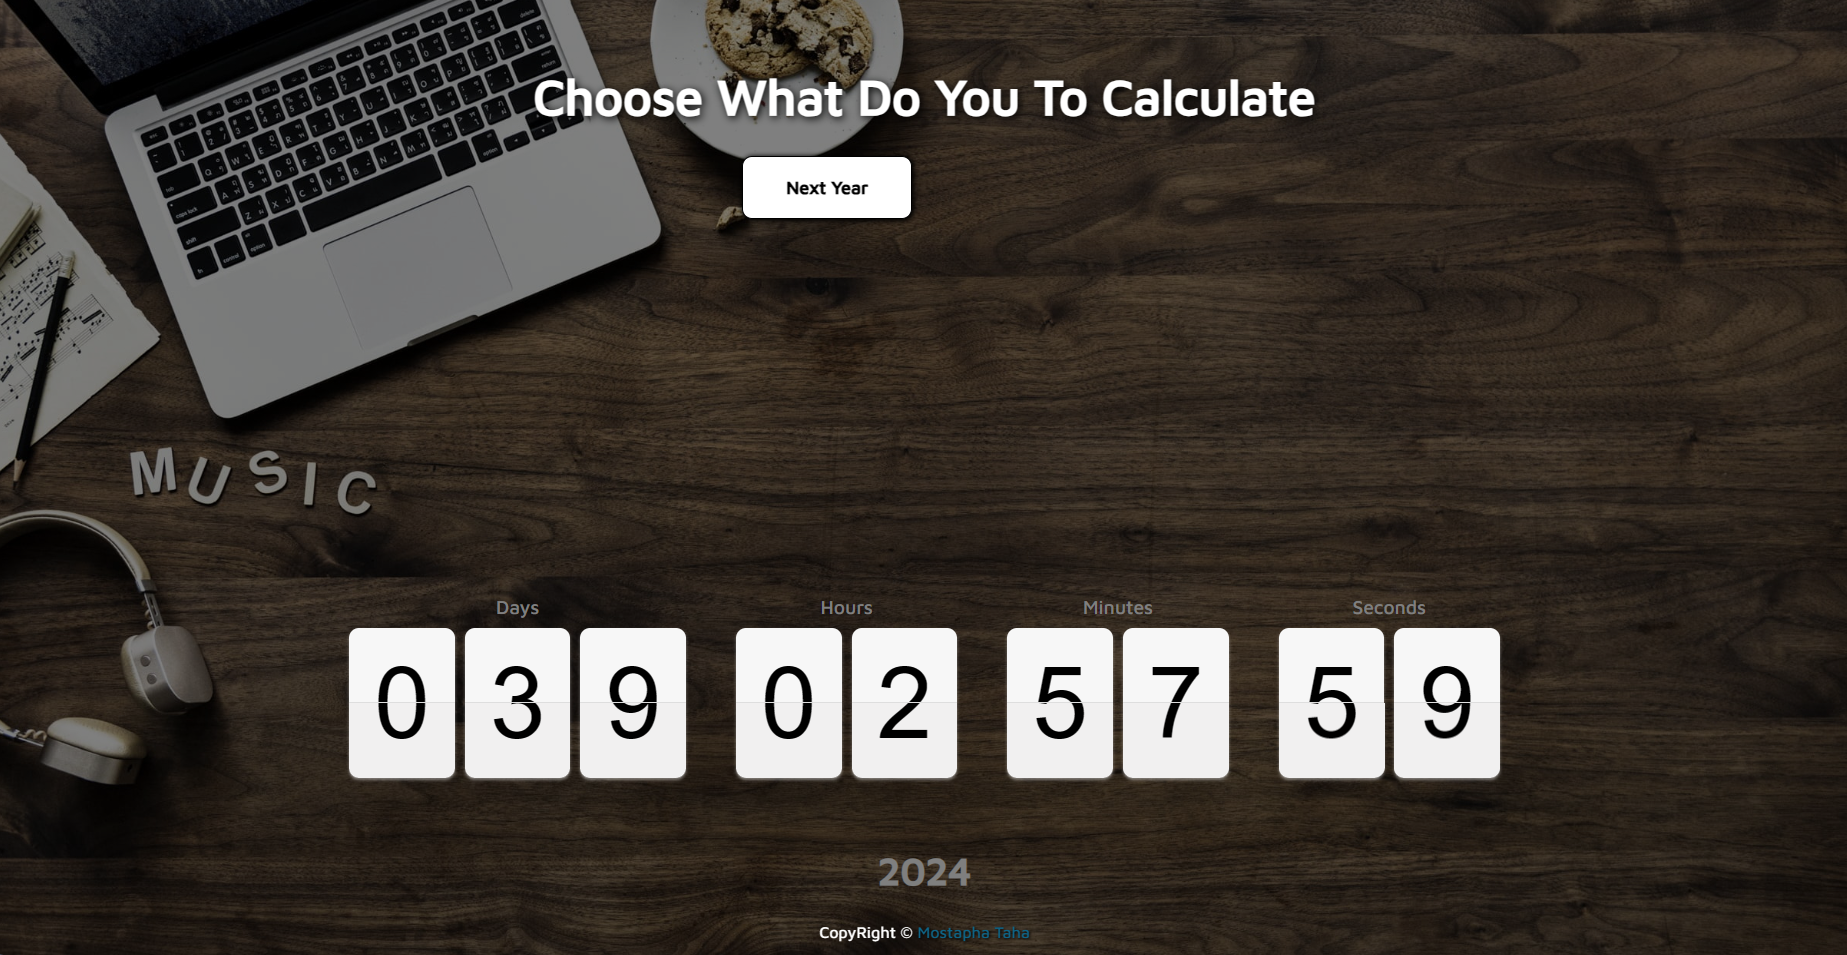 Choose What Do You To Calculate
Next Year
MUSIC
Days Hours Minutes Seconds
039 02 57 59
2024
CopyRight © Mostapha Taha